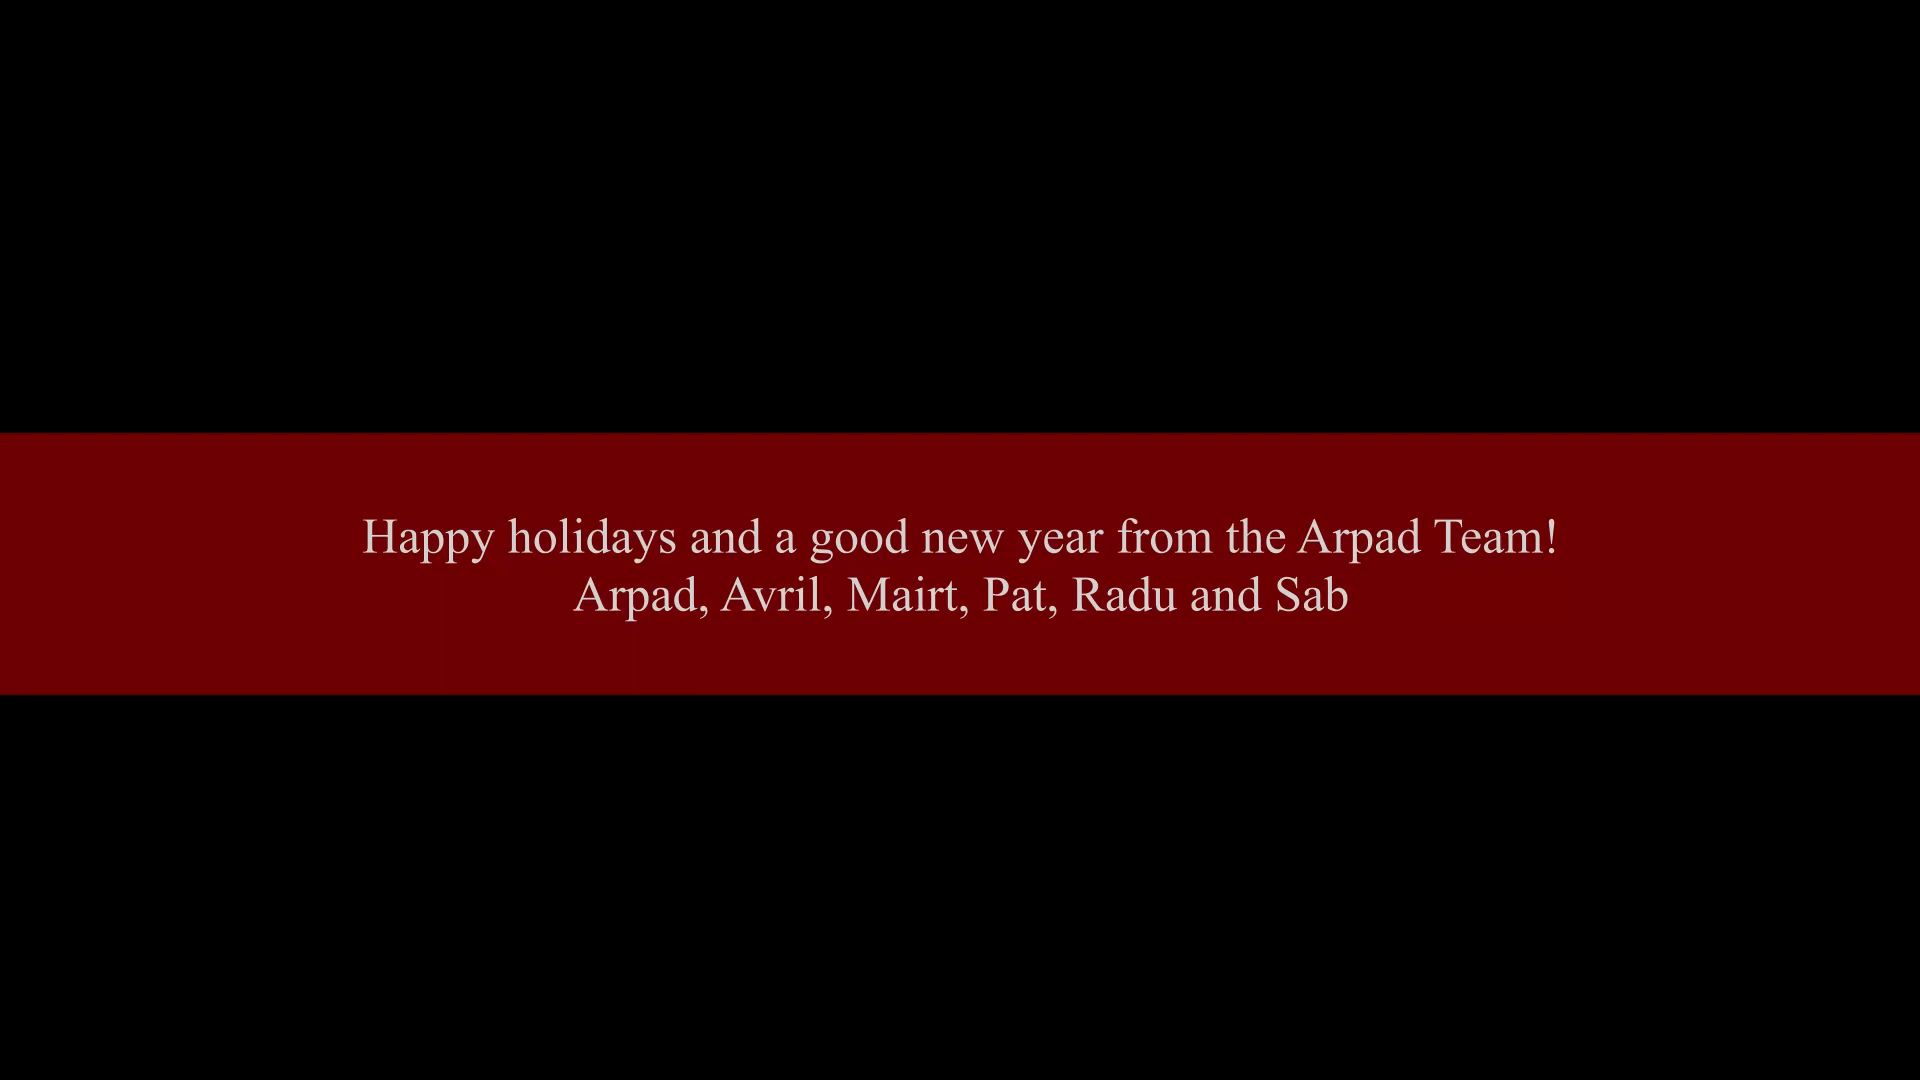 Happy holidays and a good new year from the Arpad Team!
Arpad, Avril, Mairt, Pat, Radu and Sab